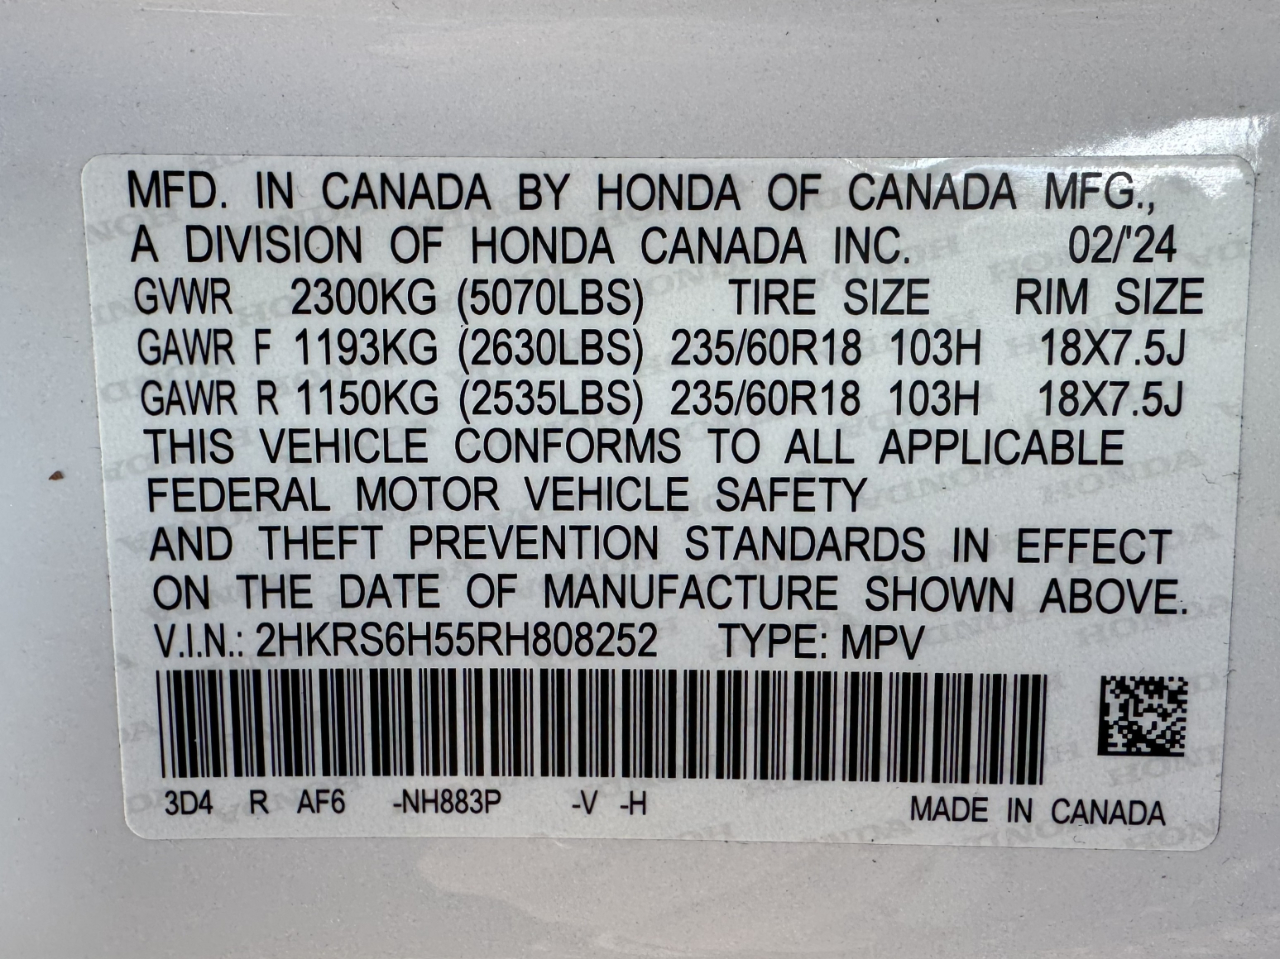 MFD. IN CANADA BY HONDA OF CANADA MFG.,
A DIVISION OF HONDA CANADA INC. 02/'24
GVWR 2300KG (5070LBS) TIRE SIZE RIM SIZE
GAWR F 1193KG (2630LBS) 235/60R18 103H 18X7.5J
GAWR R 1150KG (2535LBS) 235/60R18 103H 18X7.5J
THIS VEHICLE CONFORMS TO ALL APPLICABLE
FEDERAL MOTOR VEHICLE SAFETY
AND THEFT PREVENTION STANDARDS IN EFFECT
ON THE DATE OF MANUFACTURE SHOWN ABOVE.
V.I.N.: 2HKRS6H55RH808252 TYPE: MPV
3D4 R AF6 -NH883P -V -H MADE IN CANADA